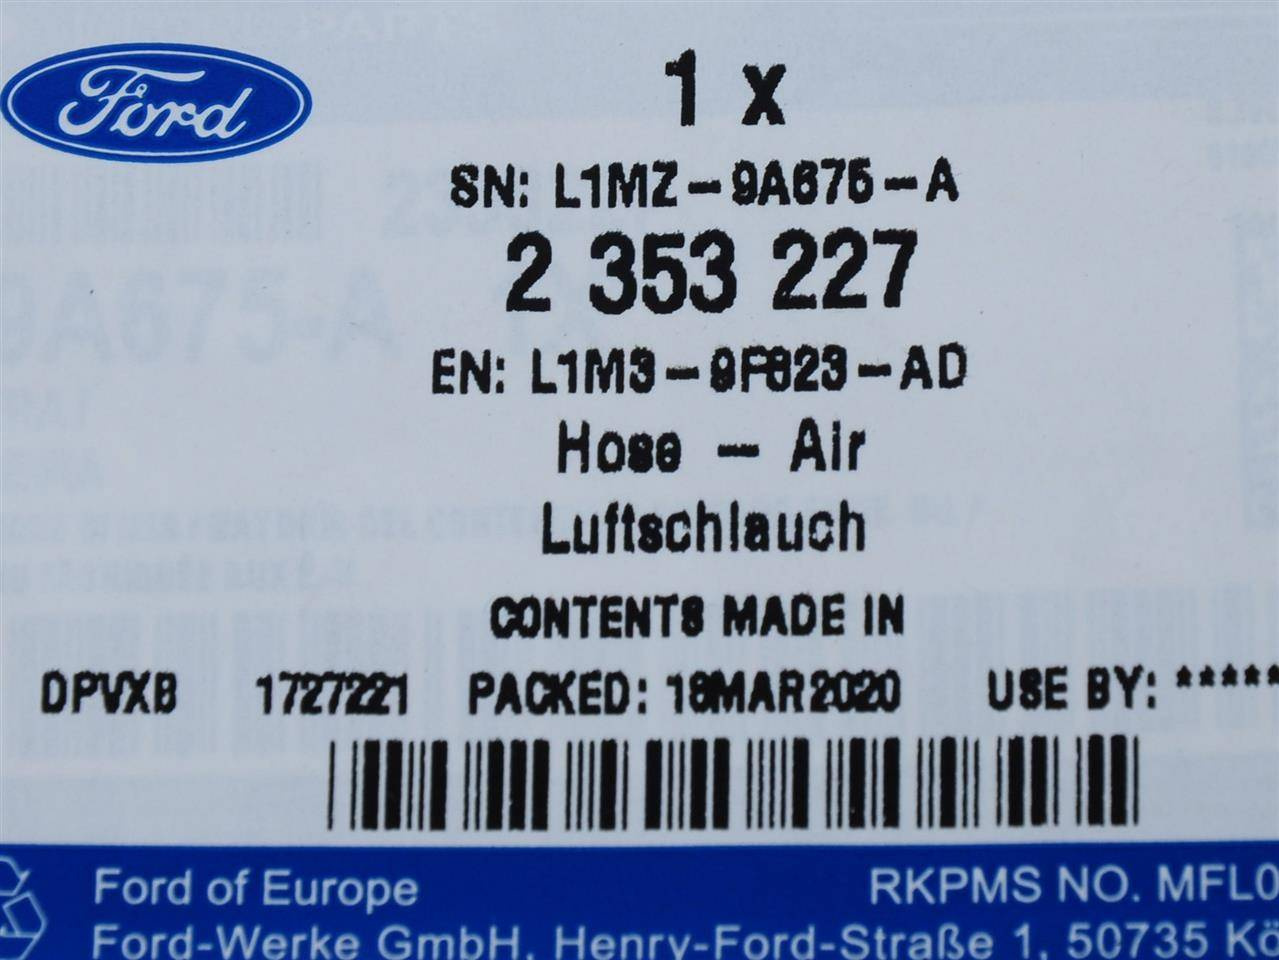 Ford
1 x
SN: L1MZ-9A675-A
2 353 227
EN: L1M3-9F823-AD
Hose - Air
Luftschlauch
CONTENTS MADE IN
DPVXB 1727221 PACKED: 18MAR2020 USE BY: *****
Ford of Europe RKPMS NO. MFL0
Ford-Werke GmbH, Henry-Ford-Straße 1, 50735 Kö